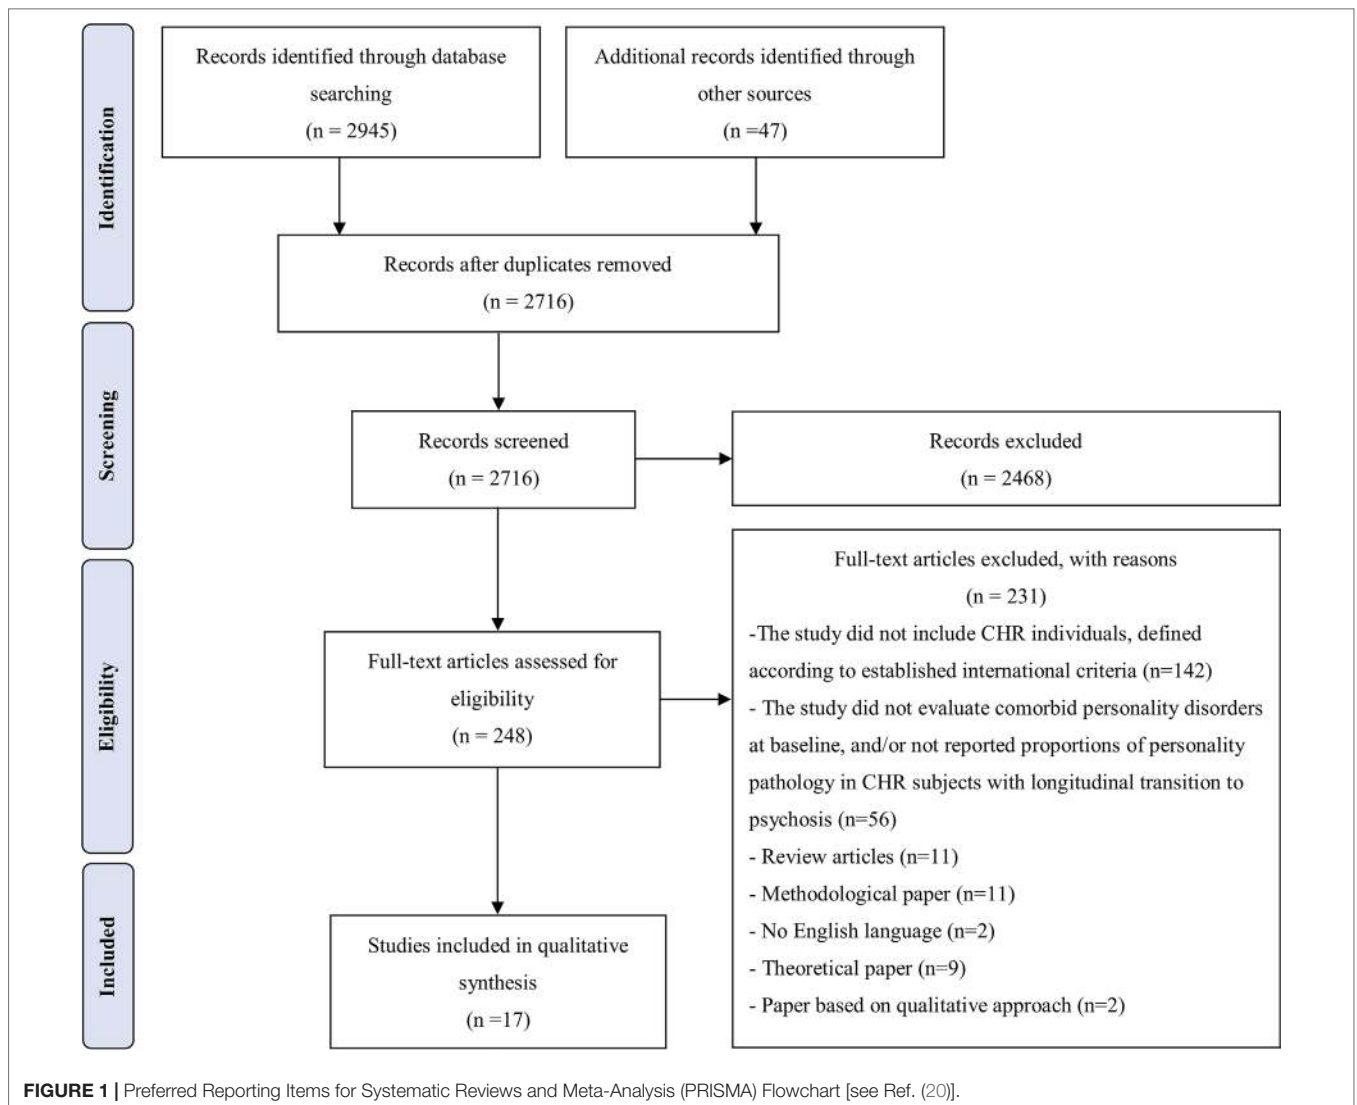 Identification
Records identified through database
searching
(n = 2945)
Additional records identified through
other sources
(n =47)
Records after duplicates removed
(n = 2716)
Screening
Records screened
(n = 2716)
Records excluded
(n = 2468)
Eligibility
Full-text articles assessed for
eligibility
(n = 248)
Full-text articles excluded, with reasons
(n = 231)
-The study did not include CHR individuals, defined
according to established international criteria (n=142)
- The study did not evaluate comorbid personality disorders
at baseline, and/or not reported proportions of personality
pathology in CHR subjects with longitudinal transition to
psychosis (n=56)
- Review articles (n=11)
- Methodological paper (n=11)
- No English language (n=2)
- Theoretical paper (n=9)
- Paper based on qualitative approach (n=2)
Included
Studies included in qualitative
synthesis
(n =17)
FIGURE 1 | Preferred Reporting Items for Systematic Reviews and Meta-Analysis (PRISMA) Flowchart [see Ref. (20)].